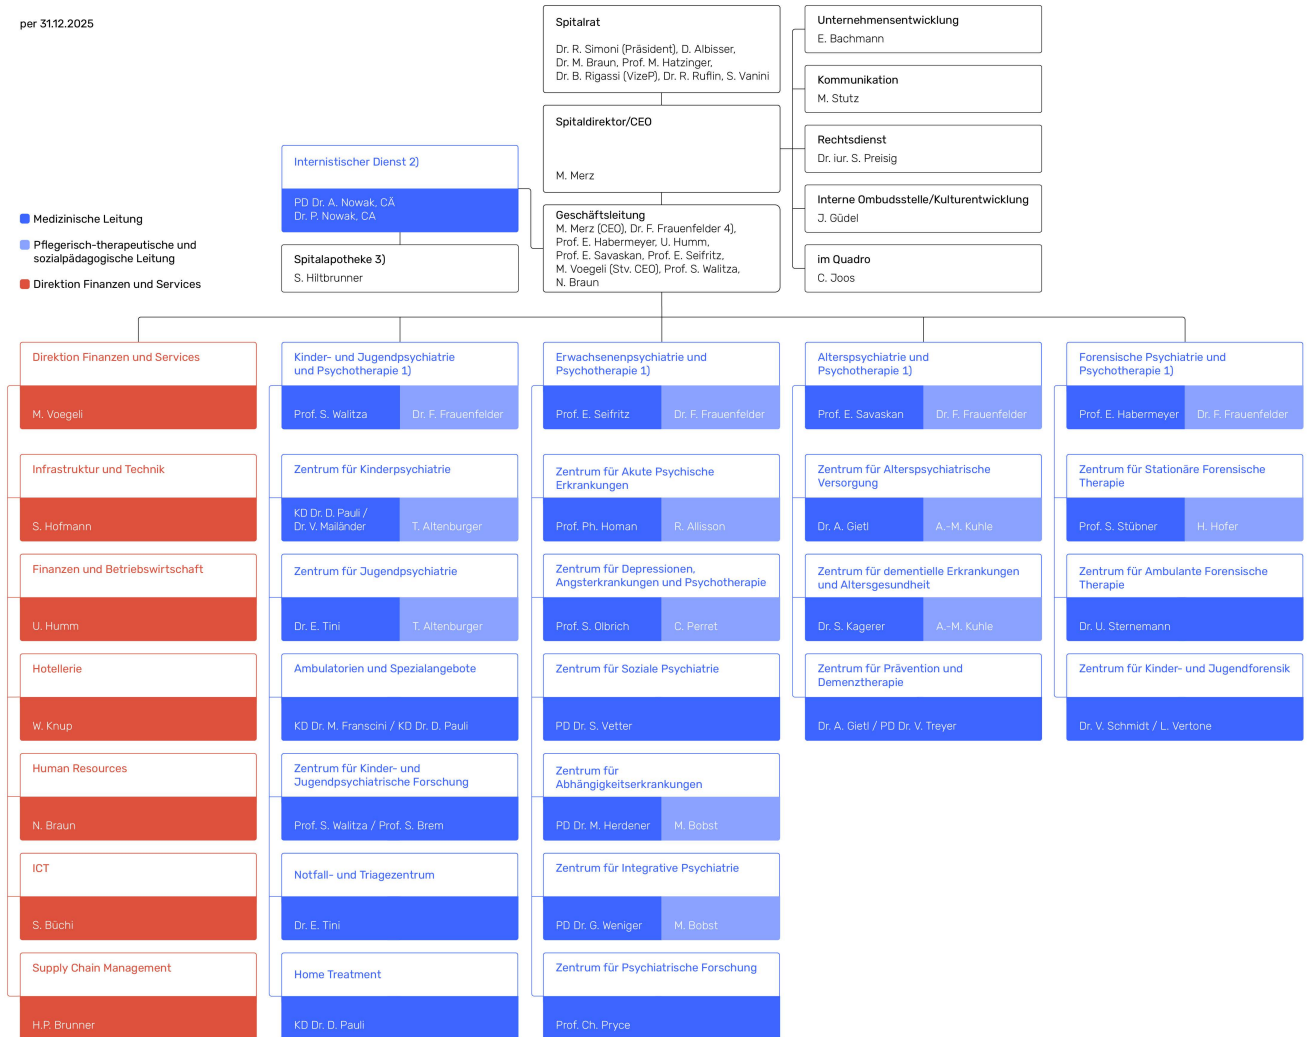 per 31.12.2025
Spitalrat
Dr. R. Simoni (Präsident), D. Albisser,
Dr. M. Braun, Prof. M. Hatzinger,
Dr. B. Rigassi (VizeP), Dr. R. Ruflin, S. Vanini
Unternehmensentwicklung
E. Bachmann
Kommunikation
M. Stutz
Spitaldirektor/CEO
M. Merz
Rechtsdienst
Dr. iur. S. Preisig
Interne Ombudsstelle/Kulturentwicklung
J. Güdel
im Quadro
C. Joos
Internistischer Dienst 2)
PD Dr. A. Nowak, CÄ
Dr. P. Nowak, CA
Spitalapotheke 3)
S. Hiltbrunner
Geschäftsleitung
M. Merz (CEO), Dr. F. Frauenfelder 4),
Prof. E. Habermeyer, U. Humm,
Prof. E. Savaskan, Prof. E. Seifritz,
M. Voegeli (Stv. CEO), Prof. S. Walitza,
N. Braun
Medizinische Leitung
Pflegerisch-therapeutische und
sozialpädagogische Leitung
Direktion Finanzen und Services
Direktion Finanzen und Services
M. Voegeli
Infrastruktur und Technik
S. Hofmann
Finanzen und Betriebswirtschaft
U. Humm
Hotellerie
W. Knup
Human Resources
N. Braun
ICT
S. Büchi
Supply Chain Management
H.P. Brunner
Kinder- und Jugendpsychiatrie
und Psychotherapie 1)
Prof. S. Walitza
Dr. F. Frauenfelder
Zentrum für Kinderpsychiatrie
KD Dr. D. Pauli /
Dr. V. Mailänder
T. Altenburger
Zentrum für Jugendpsychiatrie
Dr. E. Tini
T. Altenburger
Ambulatorien und Spezialangebote
KD Dr. M. Franscini / KD Dr. D. Pauli
Zentrum für Kinder- und
Jugendpsychiatrische Forschung
Prof. S. Walitza / Prof. S. Brem
Notfall- und Triagezentrum
Dr. E. Tini
Home Treatment
KD Dr. D. Pauli
Erwachsenenpsychiatrie und
Psychotherapie 1)
Prof. E. Seifritz
Dr. F. Frauenfelder
Zentrum für Akute Psychische
Erkrankungen
Prof. Ph. Homan
R. Allisson
Zentrum für Depressionen,
Angsterkrankungen und Psychotherapie
Prof. S. Olbrich
C. Perret
Zentrum für Soziale Psychiatrie
PD Dr. S. Vetter
Zentrum für
Abhängigkeitserkrankungen
PD Dr. M. Herdener
M. Bobst
Zentrum für Integrative Psychiatrie
PD Dr. G. Weniger
M. Bobst
Zentrum für Psychiatrische Forschung
Prof. Ch. Pryce
Alterspsychiatrie und
Psychotherapie 1)
Prof. E. Savaskan
Dr. F. Frauenfelder
Zentrum für Alterspsychiatrische
Versorgung
Dr. A. Gietl
A.-M. Kuhle
Zentrum für dementielle Erkrankungen
und Altersgesundheit
Dr. S. Kagerer
A.-M. Kuhle
Zentrum für Prävention und
Demenztherapie
Dr. A. Gietl / PD Dr. V. Treyer
Forensische Psychiatrie und
Psychotherapie 1)
Prof. E. Habermeyer
Dr. F. Frauenfelder
Zentrum für Stationäre Forensische
Therapie
Prof. S. Stübner
H. Hofer
Zentrum für Ambulante Forensische
Therapie
Dr. U. Sternemann
Zentrum für Kinder- und Jugendforensik
Dr. V. Schmidt / L. Vertone